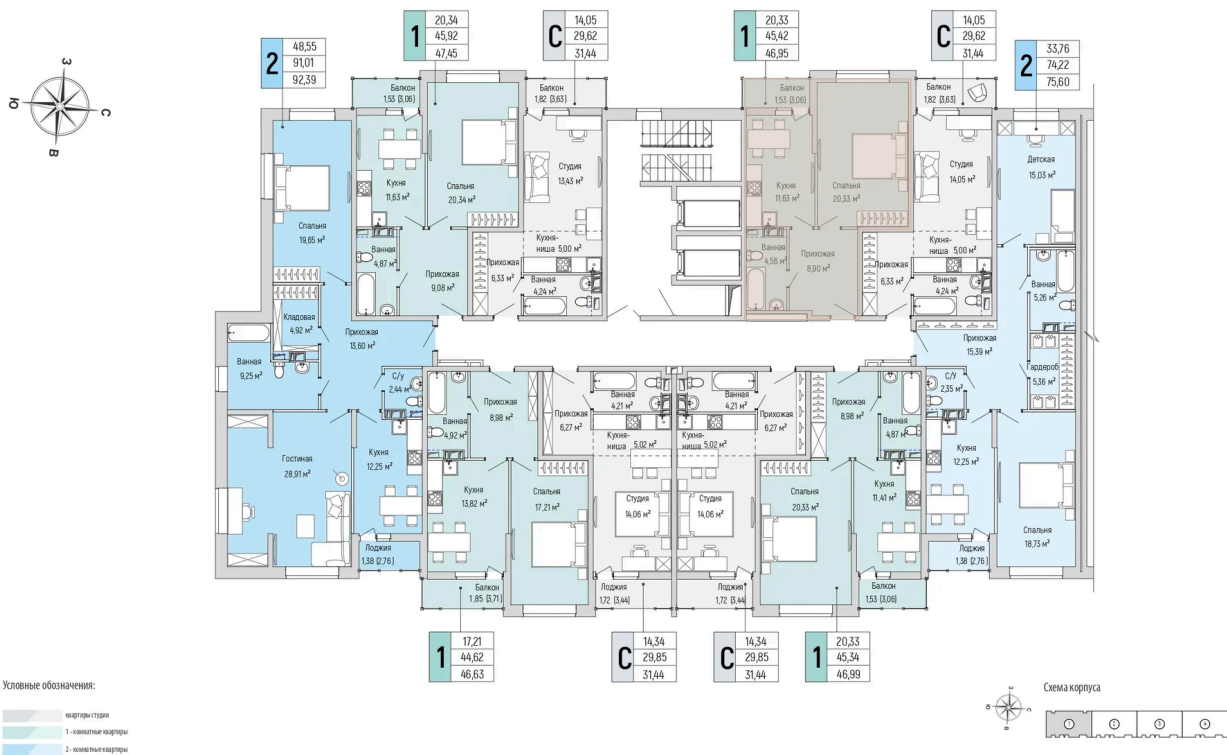 2
48,55
91,01
92,39
1
20,34
45,92
47,45
С
14,05
29,62
31,44
1
20,33
45,42
46,95
С
14,05
29,62
31,44
2
33,76
74,22
75,60
З
Ю
С
В
Балкон
1,53 (3,06)
Балкон
1,82 (3,63)
Балкон
1,53 (3,06)
Балкон
1,82 (3,63)
Спальня
19,65 м²
Кухня
11,63 м²
Спальня
20,34 м²
Студия
13,43 м²
Кухня
11,63 м²
Спальня
20,33 м²
Студия
14,05 м²
Детская
15,03 м²
Ванная
4,87 м²
Прихожая
9,08 м²
Прихожая
6,33 м²
Кухня-
ниша 5,00 м²
Ванная
4,24 м²
Ванная
4,56 м²
Прихожая
8,90 м²
Прихожая
6,33 м²
Кухня-
ниша 5,00 м²
Ванная
4,24 м²
Ванная
5,26 м²
Кладовая
4,92 м²
Прихожая
13,60 м²
Ванная
9,25 м²
С/у
2,44 м²
Прихожая
15,39 м²
С/у
2,35 м²
Гардероб
5,36 м²
Ванная
4,92 м²
Прихожая
8,98 м²
Прихожая
6,27 м²
Ванная
4,21 м²
Кухня-
ниша 5,02 м²
Ванная
4,21 м²
Кухня-
ниша 5,02 м²
Прихожая
6,27 м²
Прихожая
8,98 м²
Ванная
4,87 м²
Гостиная
28,91 м²
Кухня
12,25 м²
Кухня
13,82 м²
Спальня
17,21 м²
Студия
14,06 м²
Студия
14,06 м²
Спальня
20,33 м²
Кухня
11,41 м²
Кухня
12,25 м²
Спальня
18,73 м²
Лоджия
1,38 (2,76)
Балкон
1,85 (3,71)
Лоджия
1,72 (3,44)
Лоджия
1,72 (3,44)
Балкон
1,53 (3,06)
Лоджия
1,38 (2,76)
1
17,21
44,62
46,63
С
14,34
29,85
31,44
С
14,34
29,85
31,44
1
20,33
45,34
46,99
Условные обозначения:
квартиры студии
1 - комнатные квартиры
2 - комнатные квартиры
Схема корпуса
З
Ю
С
В
1
2
3
4